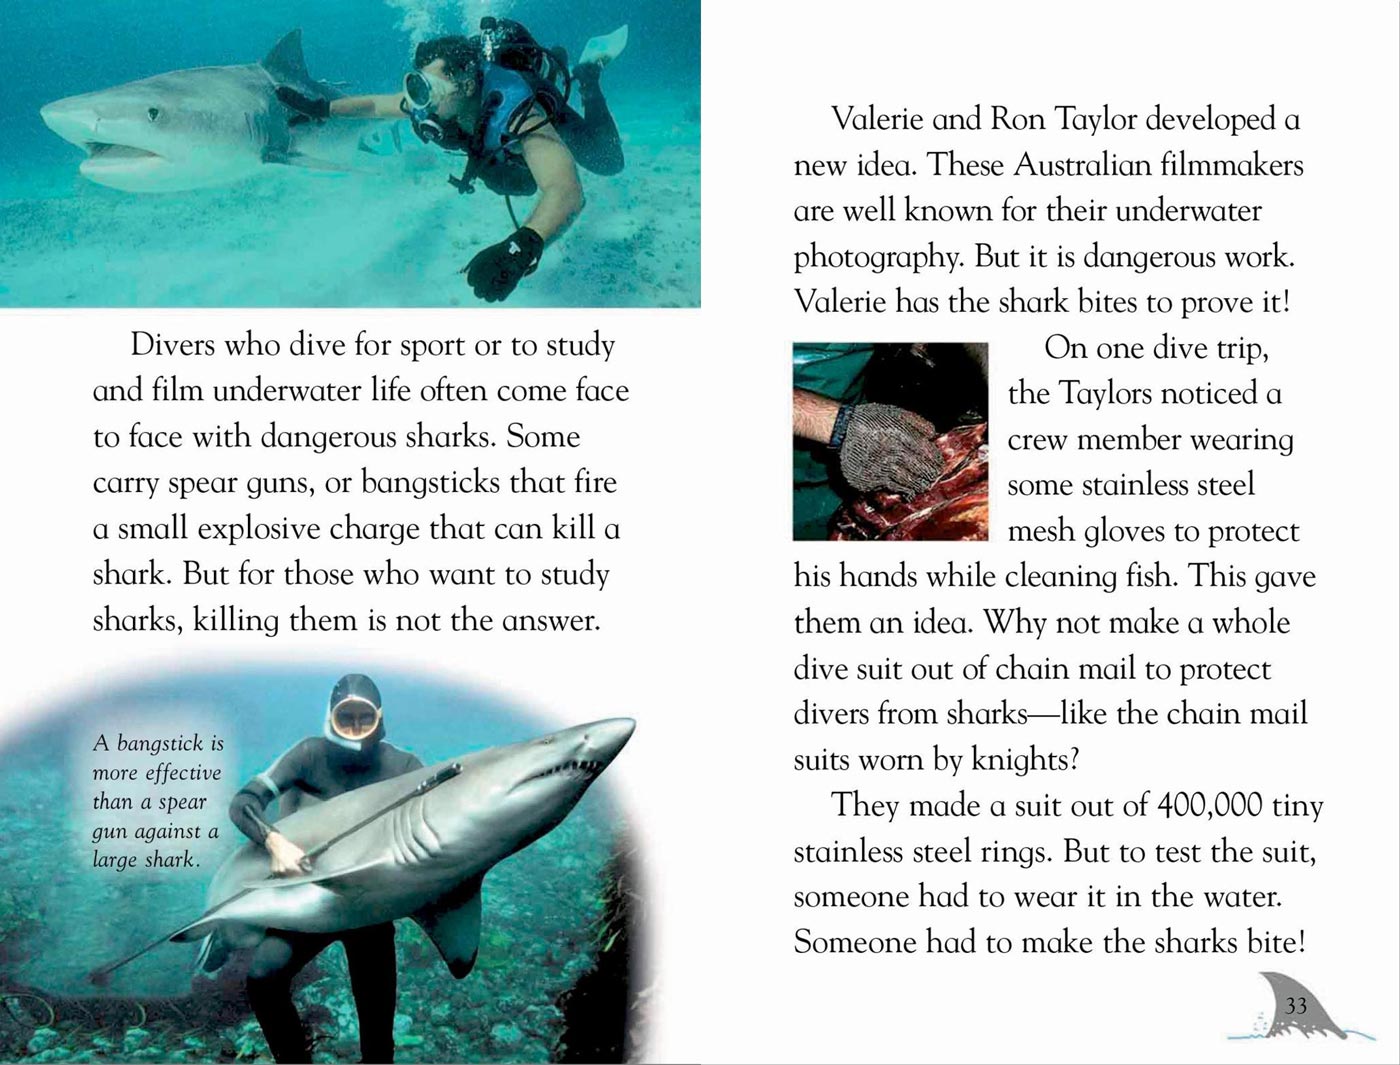 Divers who dive for sport or to study
and film underwater life often come face
to face with dangerous sharks. Some
carry spear guns, or bangsticks that fire
a small explosive charge that can kill a
shark. But for those who want to study
sharks, killing them is not the answer.
A bangstick is
more effective
than a spear
gun against a
large shark.
Valerie and Ron Taylor developed a
new idea. These Australian filmmakers
are well known for their underwater
photography. But it is dangerous work.
Valerie has the shark bites to prove it!
On one dive trip,
the Taylors noticed a
crew member wearing
some stainless steel
mesh gloves to protect
his hands while cleaning fish. This gave
them an idea. Why not make a whole
dive suit out of chain mail to protect
divers from sharks—like the chain mail
suits worn by knights?
They made a suit out of 400,000 tiny
stainless steel rings. But to test the suit,
someone had to wear it in the water.
Someone had to make the sharks bite!
33